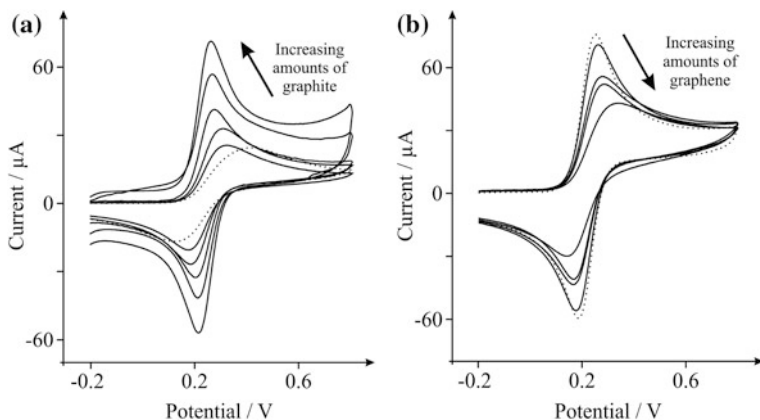 (a)
Increasing
amounts of
graphite
60
0
-60
Current / µA
-0.2
0.2
0.6
Potential / V
(b)
Increasing
amounts of
graphene
60
0
-60
Current / µA
-0.2
0.2
0.6
Potential / V